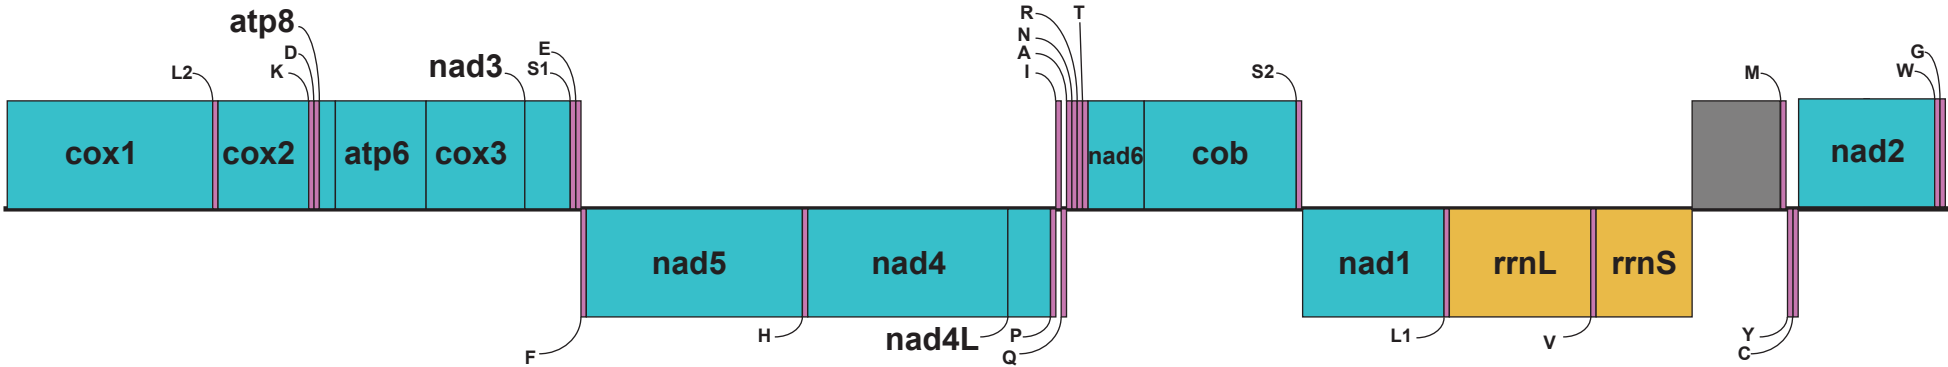 atp8
R
T
N
D
E
A
G
L2
K
nad3
S1
I
S2
M
W
cox1
cox2
atp6
cox3
nad6
cob
nad2
nad5
nad4
nad1
rrnL
rrnS
F
H
nad4L
P
Q
L1
V
Y
C